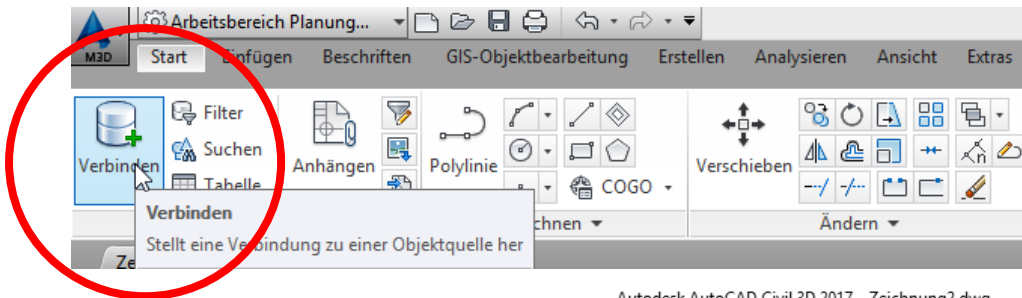 Arbeitsbereich Planung...
M3D Start Einfügen Beschriften GIS-Objektbearbeitung Erstellen Analysieren Ansicht Extras
Filter
Suchen
Verbinden Anhängen Polylinie Verschieben
Tabelle COGO
Verbinden
Stellt eine Verbindung zu einer Objektquelle her
Ändern
Autodesk AutoCAD Civil 3D 2017 Zeichnung2.dwg